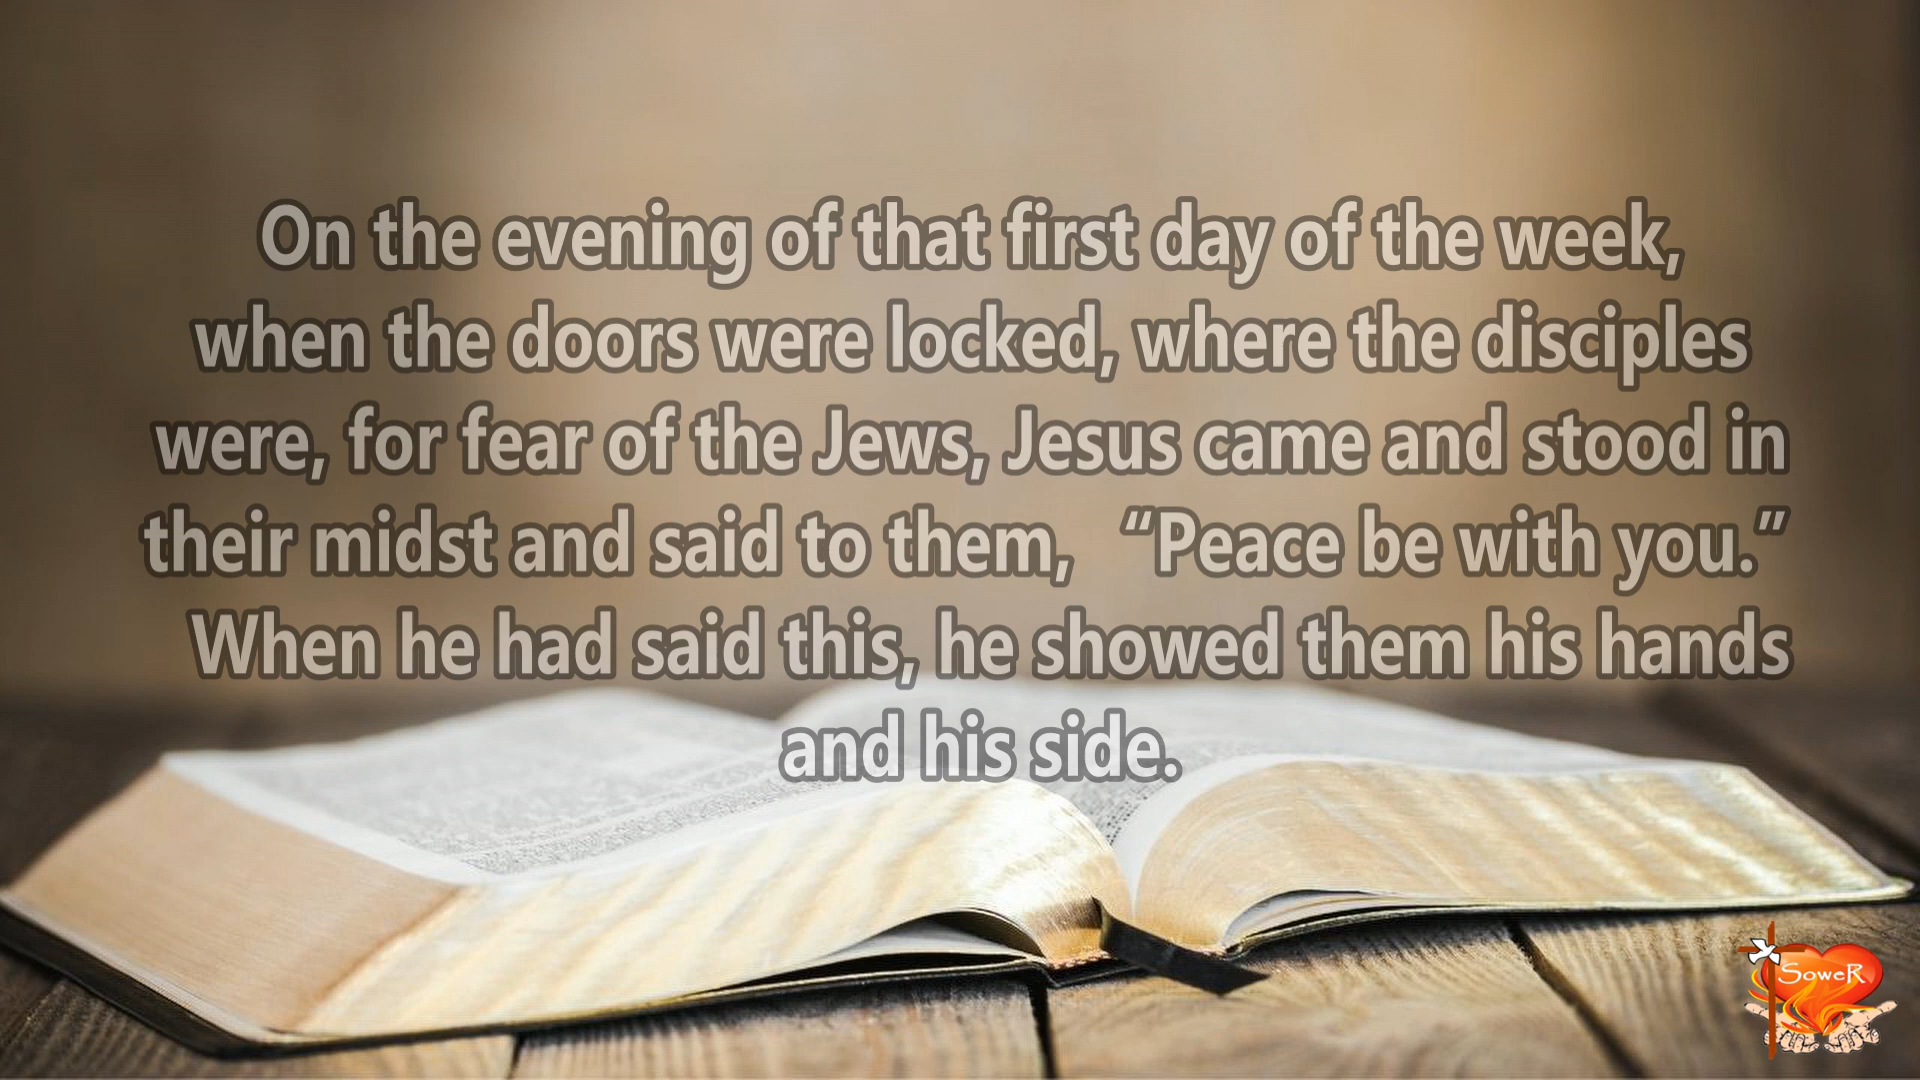 On the evening of that first day of the week,
when the doors were locked, where the disciples
were, for fear of the Jews, Jesus came and stood in
their midst and said to them,   “Peace be with you.”
When he had said this, he showed them his hands
and his side.
SoweR